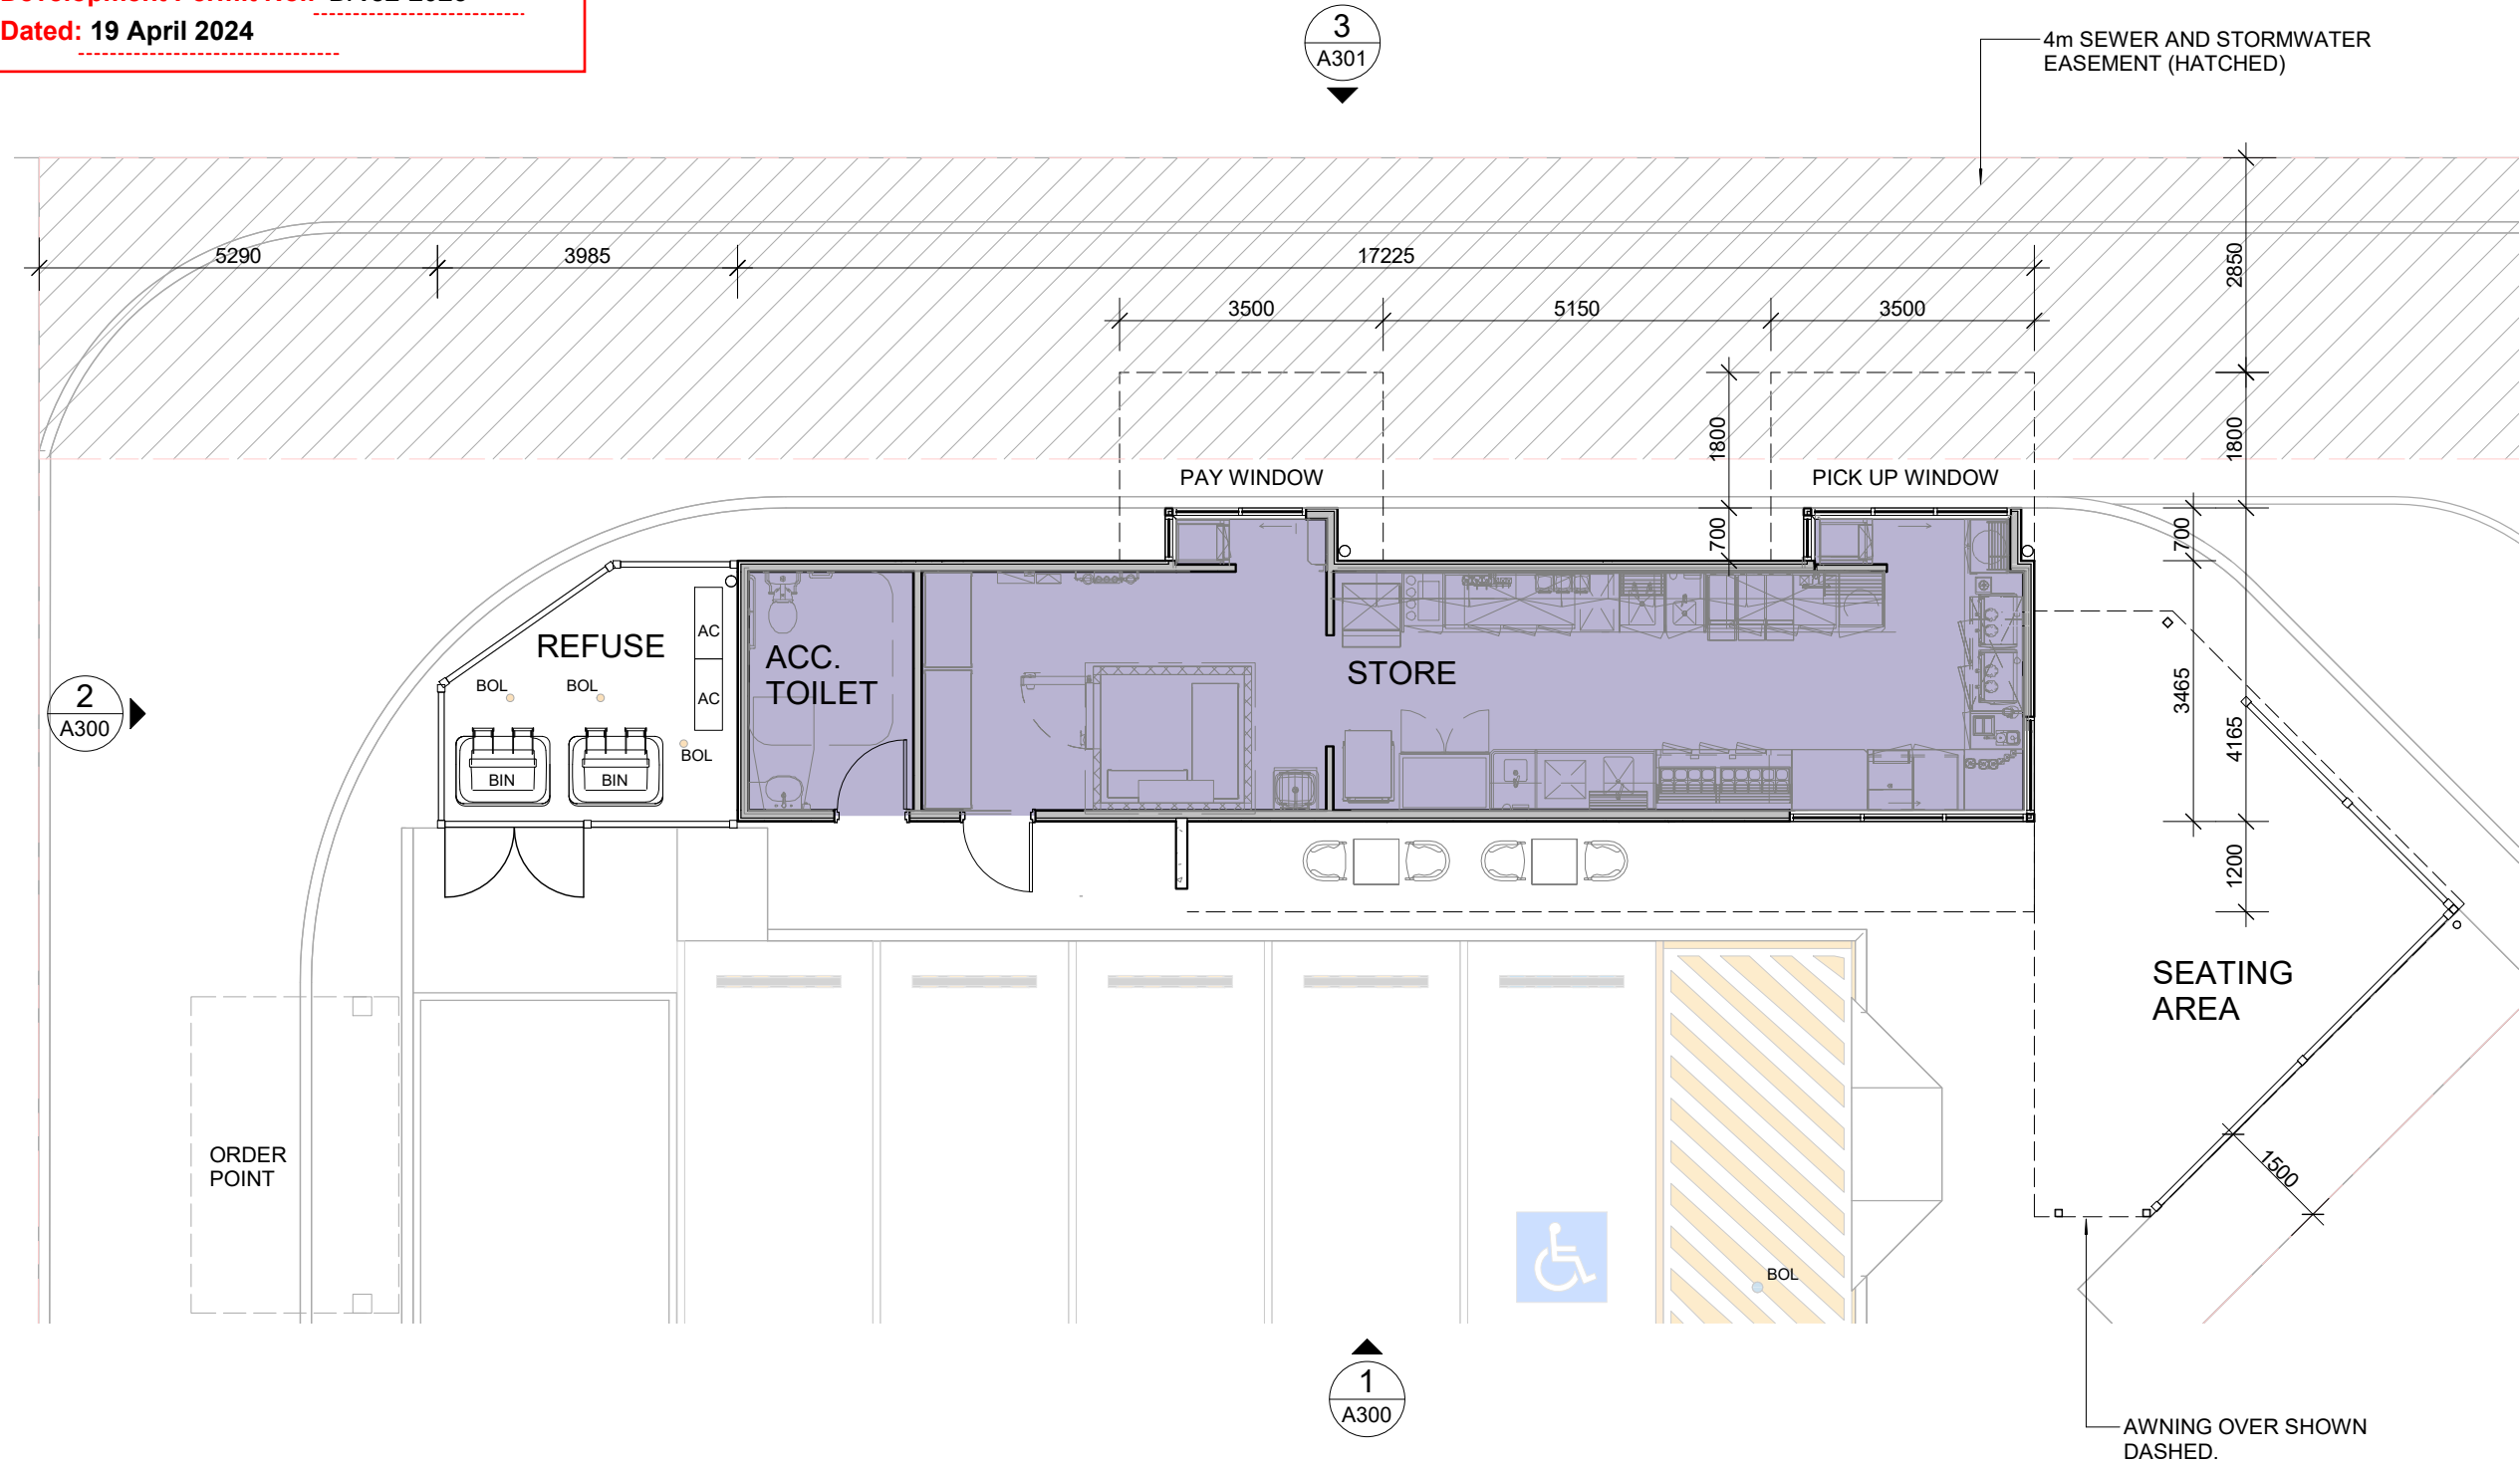 Dated: 19 April 2024
3
A301
4m SEWER AND STORMWATER
EASEMENT (HATCHED)
5290
3985
17225
2850
3500
5150
3500
1800
1800
PAY WINDOW
PICK UP WINDOW
700
700
REFUSE
AC
AC
BOL
BOL
BOL
BIN
BIN
ACC.
TOILET
STORE
2
A300
3465
4165
1200
SEATING
AREA
ORDER
POINT
1500
BOL
1
A300
AWNING OVER SHOWN
DASHED.